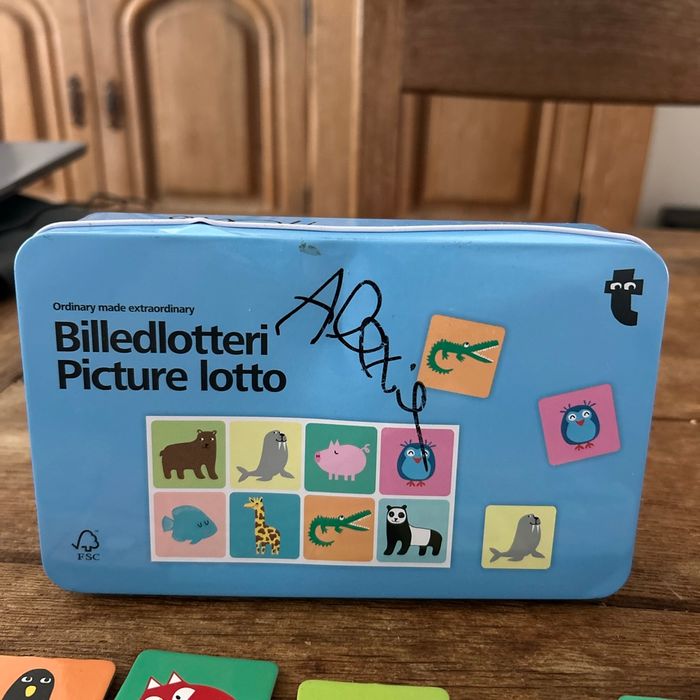 Ordinary made extraordinary
Billedlotteri
Picture lotto
t
FSC